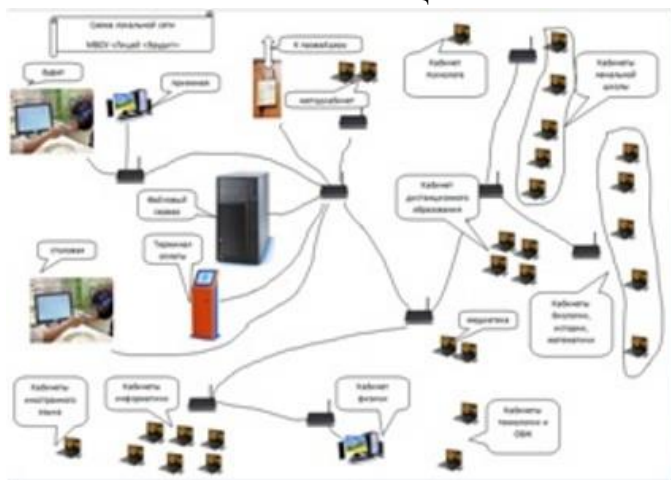 Схема локальной сети
МБОУ «Лицей «Эрудит»
К провайдеру
Кабинет
психолога
Кабинеты
начальной
школы
буфет
приемная
Кабинет
дистанционного
образования
Файловый
сервер
Терминал
оплаты
столовая
медиатека
Кабинеты
биологии,
истории,
математики
Кабинеты
иностранного
языка
Кабинеты
информатики
Кабинет
физики
Кабинеты
технологии и
ОБЖ